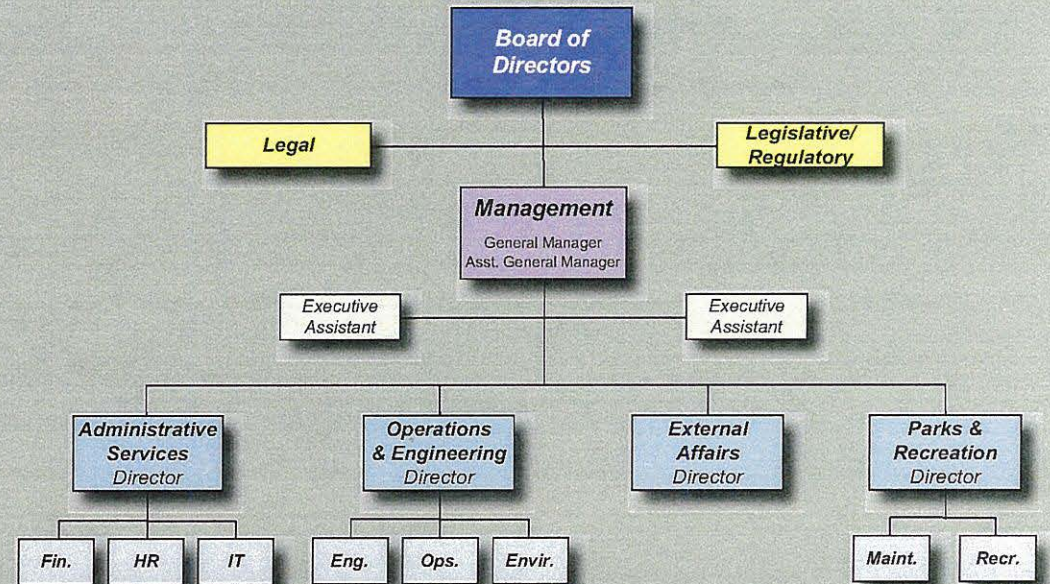 Board of
Directors
Legal
Legislative/
Regulatory
Management
General Manager
Asst. General Manager
Executive
Assistant
Executive
Assistant
Administrative
Services
Director
Operations
& Engineering
Director
External
Affairs
Director
Parks &
Recreation
Director
Fin.
HR
IT
Eng.
Ops.
Envir.
Maint.
Recr.